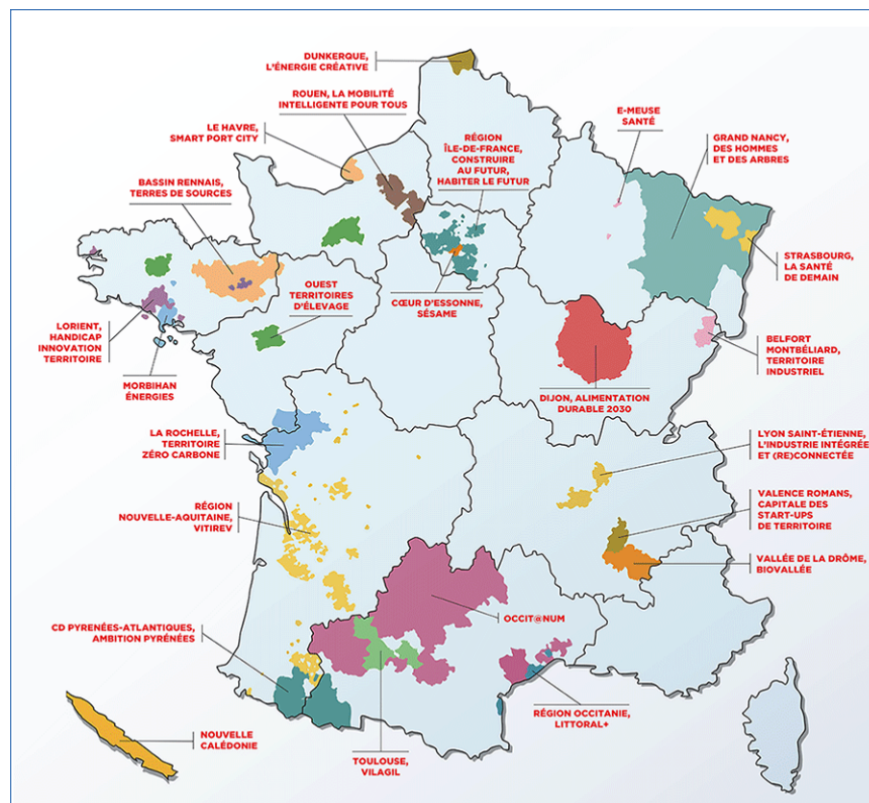 DUNKERQUE,
L'ÉNERGIE CRÉATIVE
ROUEN, LA MOBILITÉ
INTELLIGENTE POUR TOUS
E-MEUSE
SANTÉ
LE HAVRE,
SMART PORT CITY
RÉGION
ÎLE-DE-FRANCE,
CONSTRUIRE
AU FUTUR,
HABITER LE FUTUR
GRAND NANCY,
DES HOMMES
ET DES ARBRES
BASSIN RENNAIS,
TERRES DE SOURCES
STRASBOURG,
LA SANTÉ
DE DEMAIN
OUEST
TERRITOIRES
D'ÉLEVAGE
CŒUR D'ESSONNE,
SÉSAME
LORIENT,
HANDICAP
INNOVATION
TERRITOIRE
BELFORT
MONTBÉLIARD,
TERRITOIRE
INDUSTRIEL
MORBIHAN
ÉNERGIES
DIJON, ALIMENTATION
DURABLE 2030
LA ROCHELLE,
TERRITOIRE
ZÉRO CARBONE
LYON SAINT-ÉTIENNE,
L'INDUSTRIE INTÉGRÉE
ET (RE)CONNECTÉE
RÉGION
NOUVELLE-AQUITAINE,
VITIREV
VALENCE ROMANS,
CAPITALE DES
START-UPS
DE TERRITOIRE
VALLÉE DE LA DRÔME,
BIOVALLÉE
OCCIT@NUM
CD PYRENÉES-ATLANTIQUES,
AMBITION PYRÉNÉES
RÉGION OCCITANIE,
LITTORAL+
NOUVELLE
CALÉDONIE
TOULOUSE,
VILAGIL